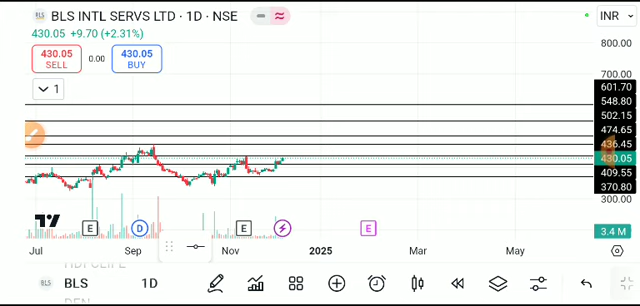 BLS BLS INTL SERVS LTD · 1D · NSE
INR
430.05 +9.70 (+2.31%)
430.05 0.00 430.05
SELL BUY
1
800.00
700.00
601.70
548.80
502.15
474.65
436.45
430.05
409.55
370.80
300.00
3.4 M
E D E E
Jul Sep Nov 2025 Mar May
BLS BLS 1D